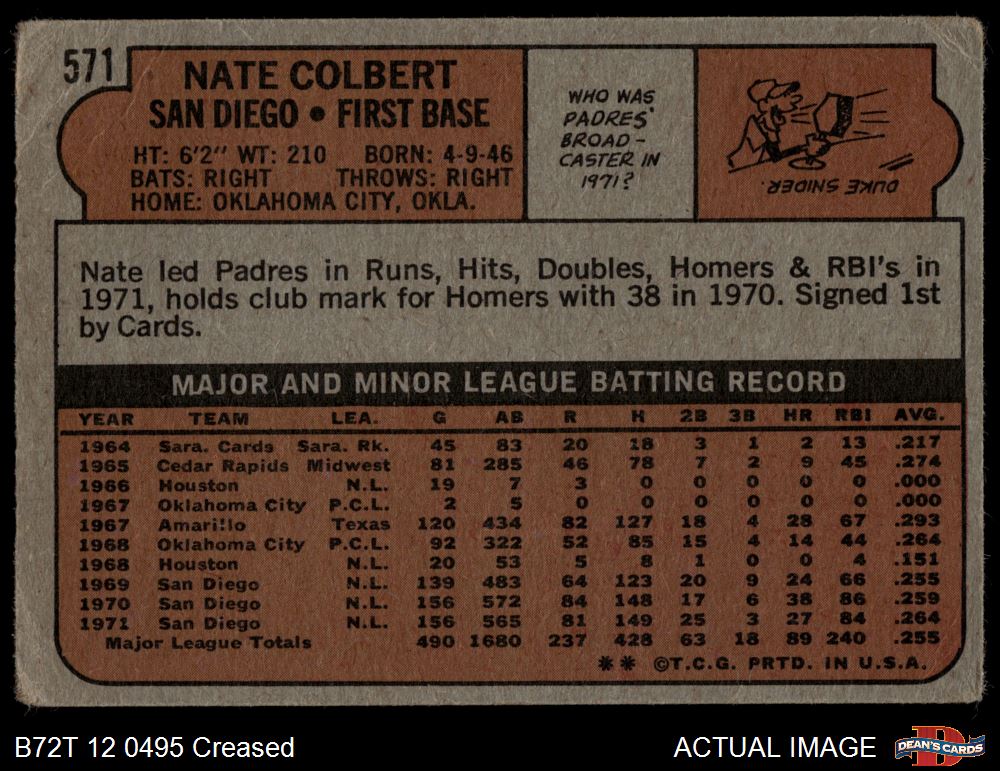 571
NATE COLBERT
SAN DIEGO • FIRST BASE
HT: 6'2" WT: 210 BORN: 4-9-46
BATS: RIGHT THROWS: RIGHT
HOME: OKLAHOMA CITY, OKLA.
WHO WAS
PADRES'
BROAD-
CASTER IN
1971?
DUKE SNIDER.
Nate led Padres in Runs, Hits, Doubles, Homers & RBI's in
1971, holds club mark for Homers with 38 in 1970. Signed 1st
by Cards.
MAJOR AND MINOR LEAGUE BATTING RECORD
YEAR TEAM LEA. G AB R H 2B 3B HR RBI AVG.
1964 Sara. Cards Sara. Rk. 45 83 20 18 3 1 2 13 .217
1965 Cedar Rapids Midwest 81 285 46 78 7 2 9 45 .274
1966 Houston N.L. 19 7 3 0 0 0 0 0 .000
1967 Oklahoma City P.C.L. 2 5 0 0 0 0 0 0 .000
1967 Amarillo Texas 120 434 82 127 18 4 28 67 .293
1968 Oklahoma City P.C.L. 92 322 52 85 15 4 14 44 .264
1968 Houston N.L. 20 53 5 8 1 0 0 4 .151
1969 San Diego N.L. 139 483 64 123 20 9 24 66 .255
1970 San Diego N.L. 156 572 84 148 17 6 38 86 .259
1971 San Diego N.L. 156 565 81 149 25 3 27 84 .264
Major League Totals 490 1680 237 428 63 18 89 240 .255
** ©T.C.G. PRTD. IN U.S.A.
B72T 12 0495 Creased
ACTUAL IMAGE
D
DEAN'S CARDS